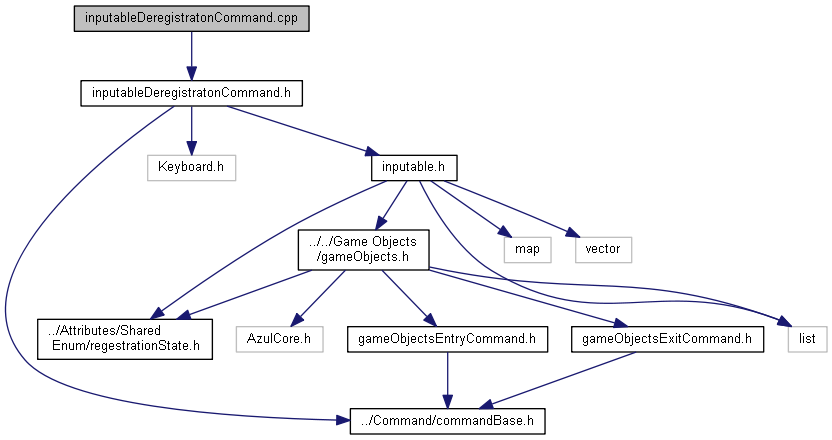 inputableDeregistratonCommand.cpp
inputableDeregistratonCommand.h
Keyboard.h
inputable.h
../../Game Objects
/gameObjects.h
map
vector
../Attributes/Shared
Enum/regestrationState.h
AzulCore.h
gameObjectsEntryCommand.h
gameObjectsExitCommand.h
list
../Command/commandBase.h